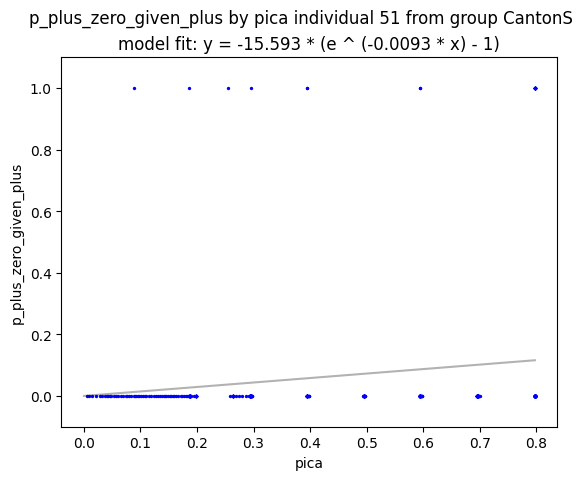 p_plus_zero_given_plus by pica individual 51 from group CantonS
model fit: y = -15.593 * (e ^ (-0.0093 * x) - 1)
1.0
0.8
0.6
0.4
0.2
0.0
p_plus_zero_given_plus
0.0 0.1 0.2 0.3 0.4 0.5 0.6 0.7 0.8
pica